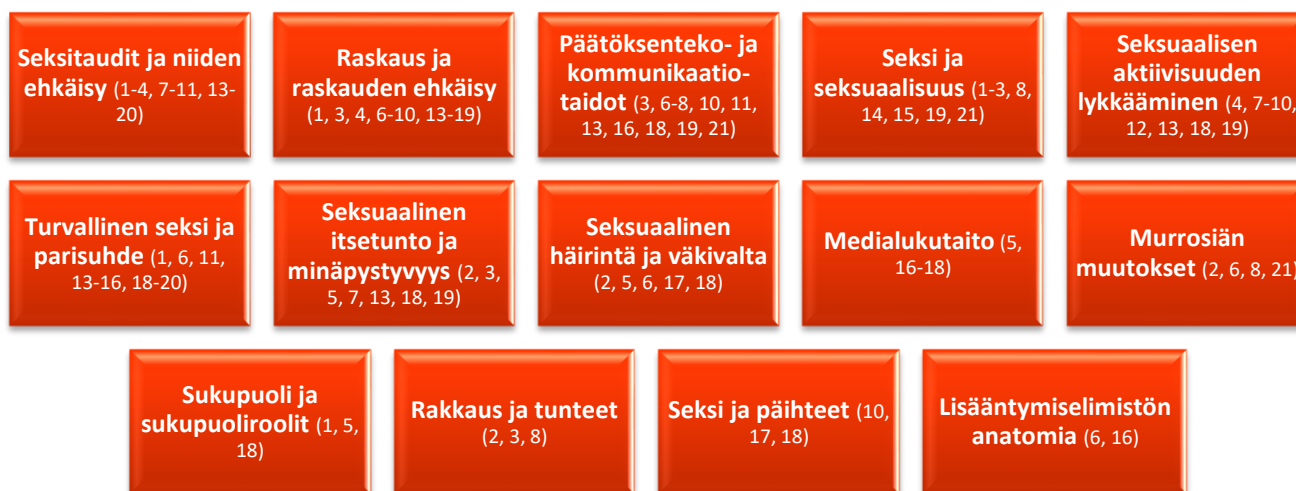 Seksitaudit ja niiden
ehkäisy (1-4, 7-11, 13-
20)
Raskaus ja
raskauden ehkäisy
(1, 3, 4, 6-10, 13-19)
Päätöksenteko- ja
kommunikaatio-
taidot (3, 6-8, 10, 11,
13, 16, 18, 19, 21)
Seksi ja
seksuaalisuus (1-3, 8,
14, 15, 19, 21)
Seksuaalisen
aktiivisuuden
lykkääminen (4, 7-10,
12, 13, 18, 19)
Turvallinen seksi ja
parisuhde (1, 6, 11,
13-16, 18-20)
Seksuaalinen
itsetunto ja
minäpystyvyys (2, 3,
5, 7, 13, 18, 19)
Seksuaalinen
häirintä ja väkivalta
(2, 5, 6, 17, 18)
Medialukutaito (5,
16-18)
Murrosiän
muutokset (2, 6, 8, 21)
Sukupuoli ja
sukupuoliroolit (1, 5,
18)
Rakkaus ja tunteet
(2, 3, 8)
Seksi ja päihteet (10,
17, 18)
Lisääntymiselimistön
anatomia (6, 16)